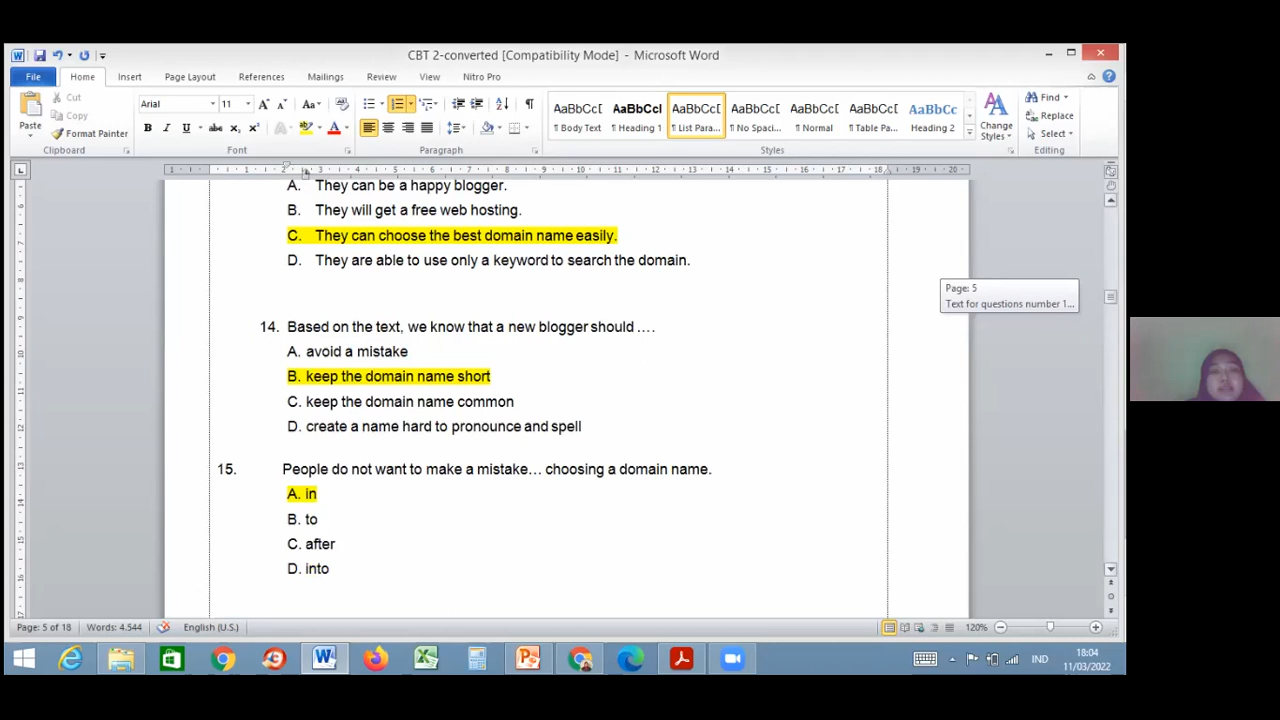 CBT 2-converted [Compatibility Mode] - Microsoft Word
File Home Insert Page Layout References Mailings Review View Nitro Pro
Paste
Cut
Copy
Format Painter
Clipboard
Arial 11
Font
Paragraph
AaBbCc[ AaBbCcI AaBbCc[ AaBbCc[ AaBbCc[ AaBbCc[ AaBbCc
¶ Body Text ¶ Heading 1 ¶ List Para... ¶ No Spaci... ¶ Normal ¶ Table Pa... Heading 2
Styles
Change Styles
Find
Replace
Select
Editing
A. They can be a happy blogger.
B. They will get a free web hosting.
C. They can choose the best domain name easily.
D. They are able to use only a keyword to search the domain.
Page: 5
Text for questions number 1...
14. Based on the text, we know that a new blogger should ….
A. avoid a mistake
B. keep the domain name short
C. keep the domain name common
D. create a name hard to pronounce and spell
15. People do not want to make a mistake… choosing a domain name.
A. in
B. to
C. after
D. into
Page: 5 of 18 Words: 4.544 English (U.S.) 120%
IND
18:04
11/03/2022